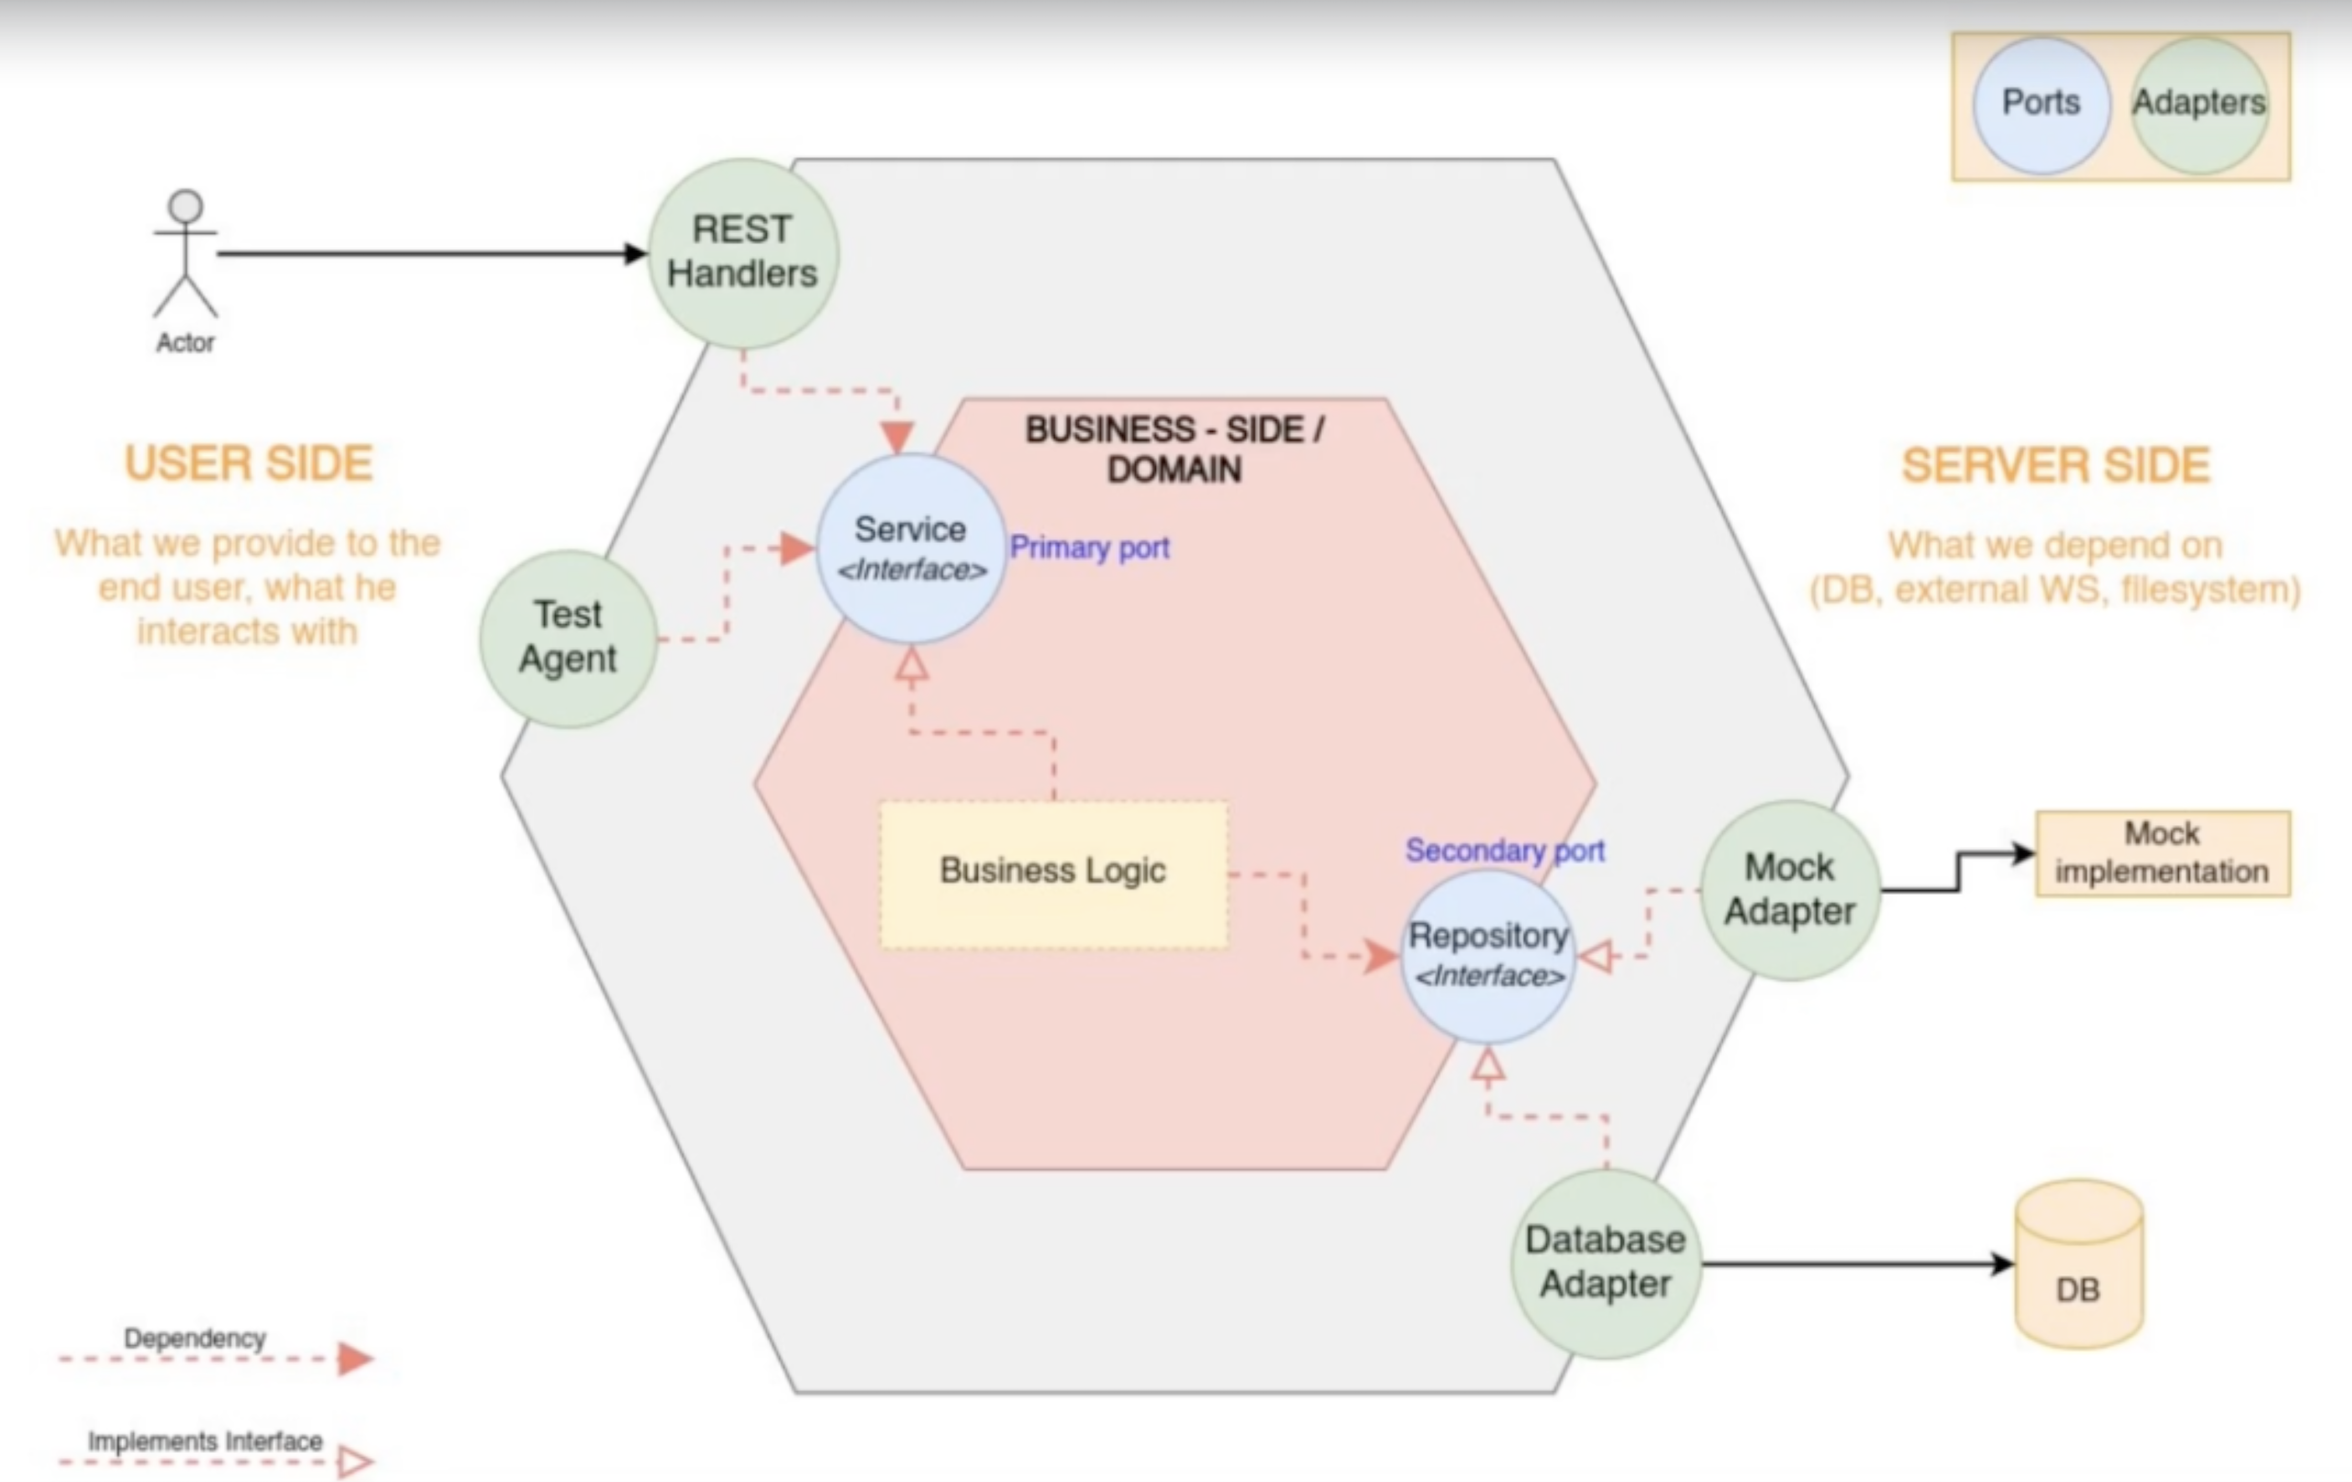 Ports
Adapters
REST
Handlers
Actor
BUSINESS - SIDE /
DOMAIN
USER SIDE
What we provide to the
end user, what he
interacts with
SERVER SIDE
What we depend on
(DB, external WS, filesystem)
Service
<Interface>
Primary port
Test
Agent
Business Logic
Secondary port
Repository
<Interface>
Mock
Adapter
Mock
implementation
Database
Adapter
DB
Dependency
Implements Interface